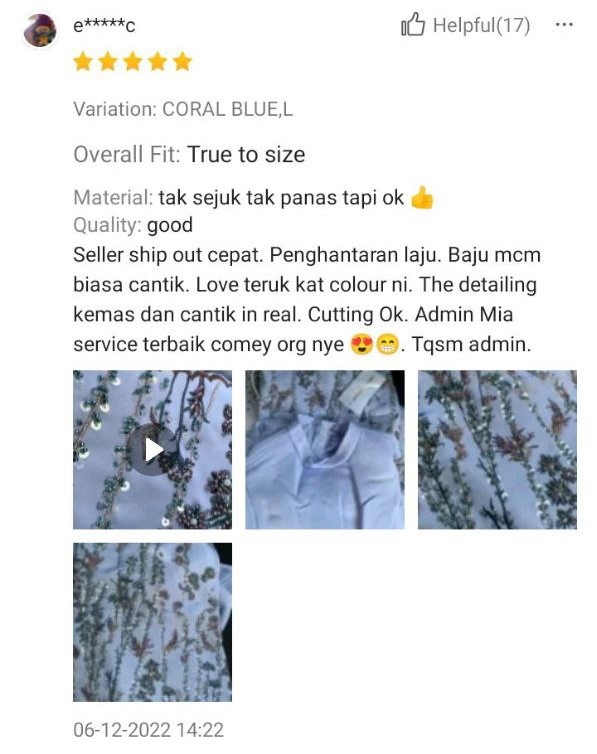 e*****c
Helpful(17)
Variation: CORAL BLUE,L
Overall Fit: True to size
Material: tak sejuk tak panas tapi ok 👍
Quality: good
Seller ship out cepat. Penghantaran laju. Baju mcm
biasa cantik. Love teruk kat colour ni. The detailing
kemas dan cantik in real. Cutting Ok. Admin Mia
service terbaik comey org nye 😍😁. Tqsm admin.
06-12-2022 14:22